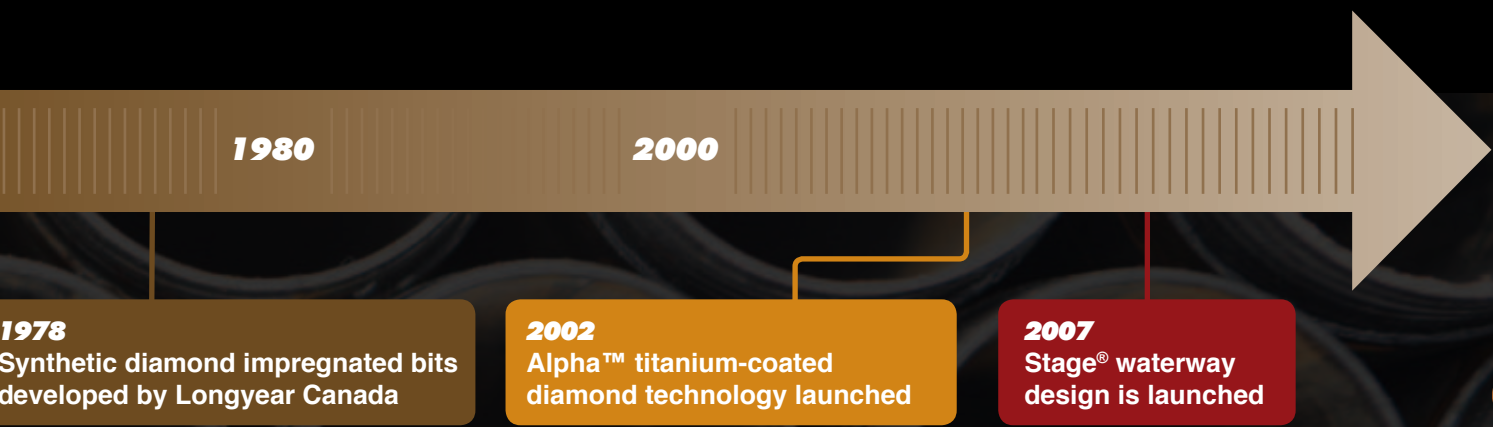 1980
2000
1978
Synthetic diamond impregnated bits
developed by Longyear Canada
2002
Alpha™ titanium-coated
diamond technology launched
2007
Stage® waterway
design is launched